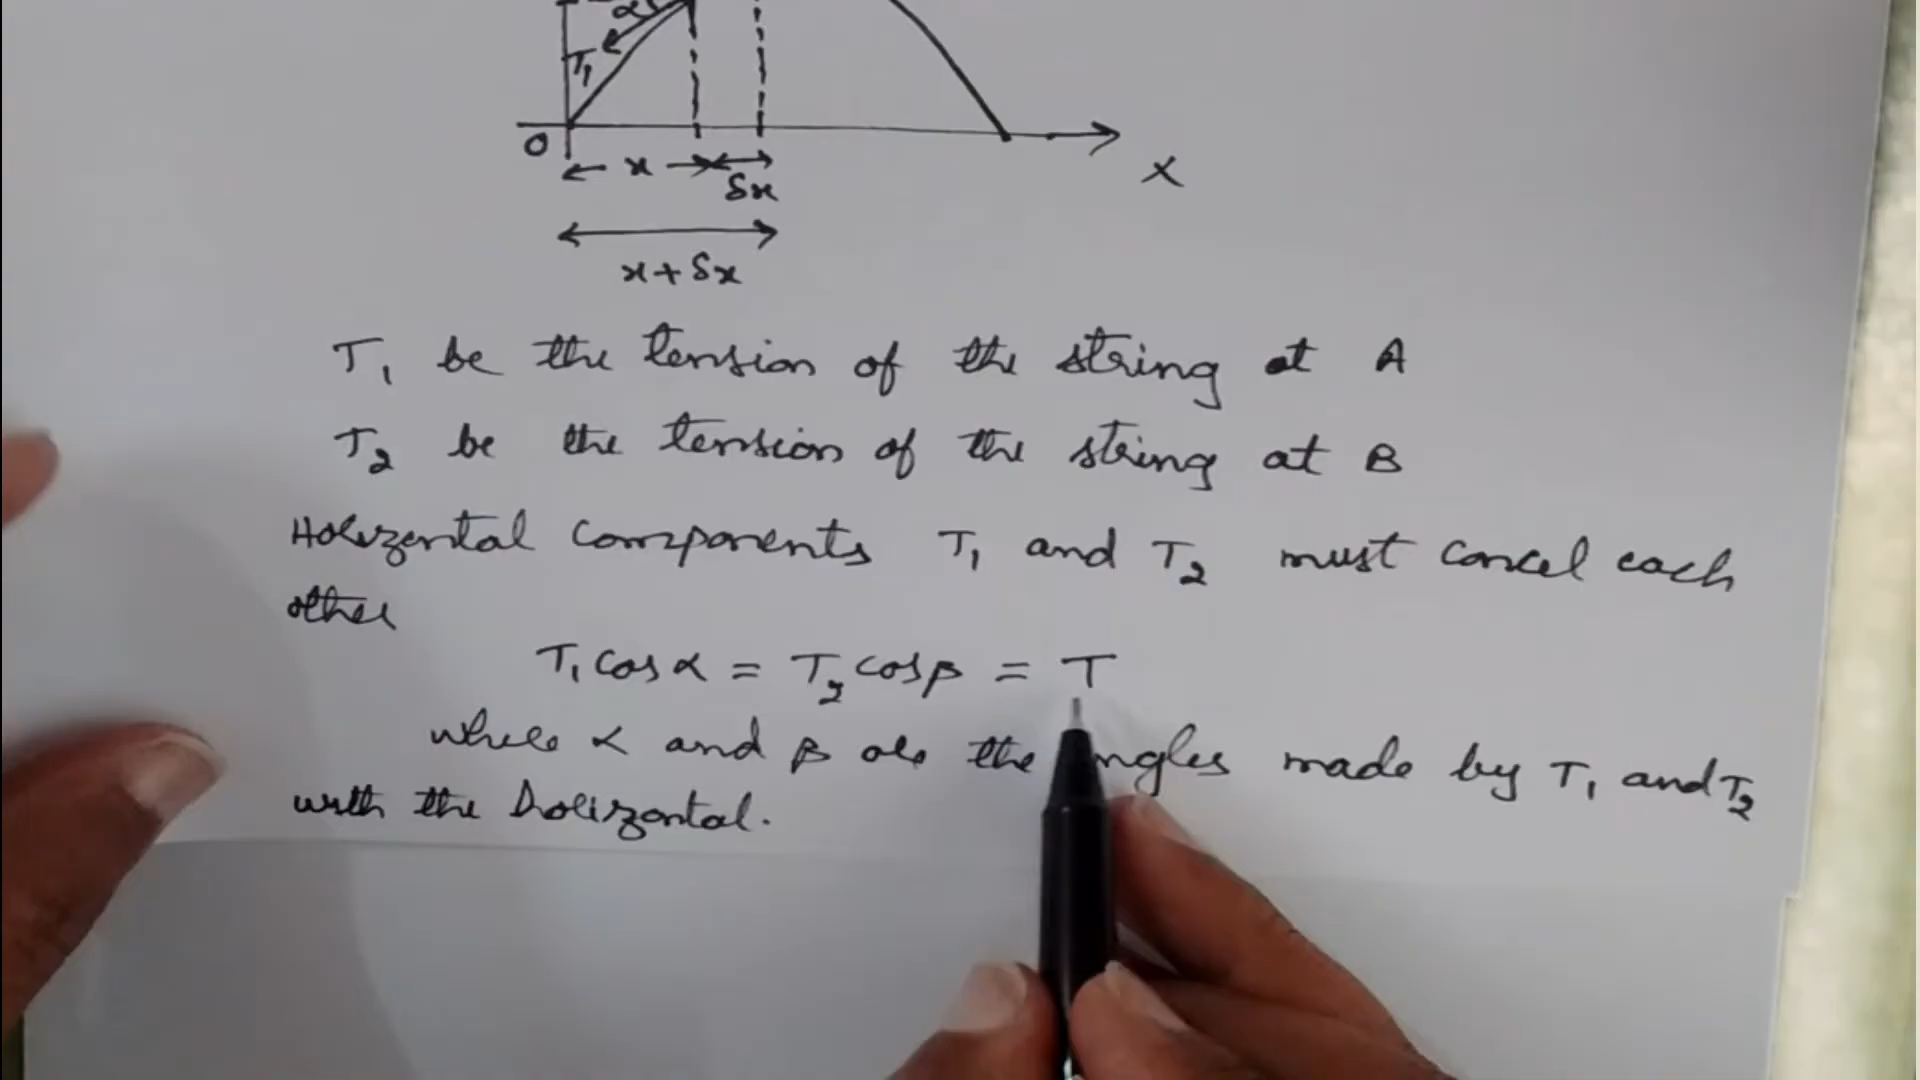 α
T₁
O
x
δx
X
x + δx
T₁ be the tension of the string at A
T₂ be the tension of the string at B
Horizontal components T₁ and T₂ must cancel each
other
T₁ cos α = T₂ cos β = T
where α and β are the angles made by T₁ and T₂
with the horizontal.